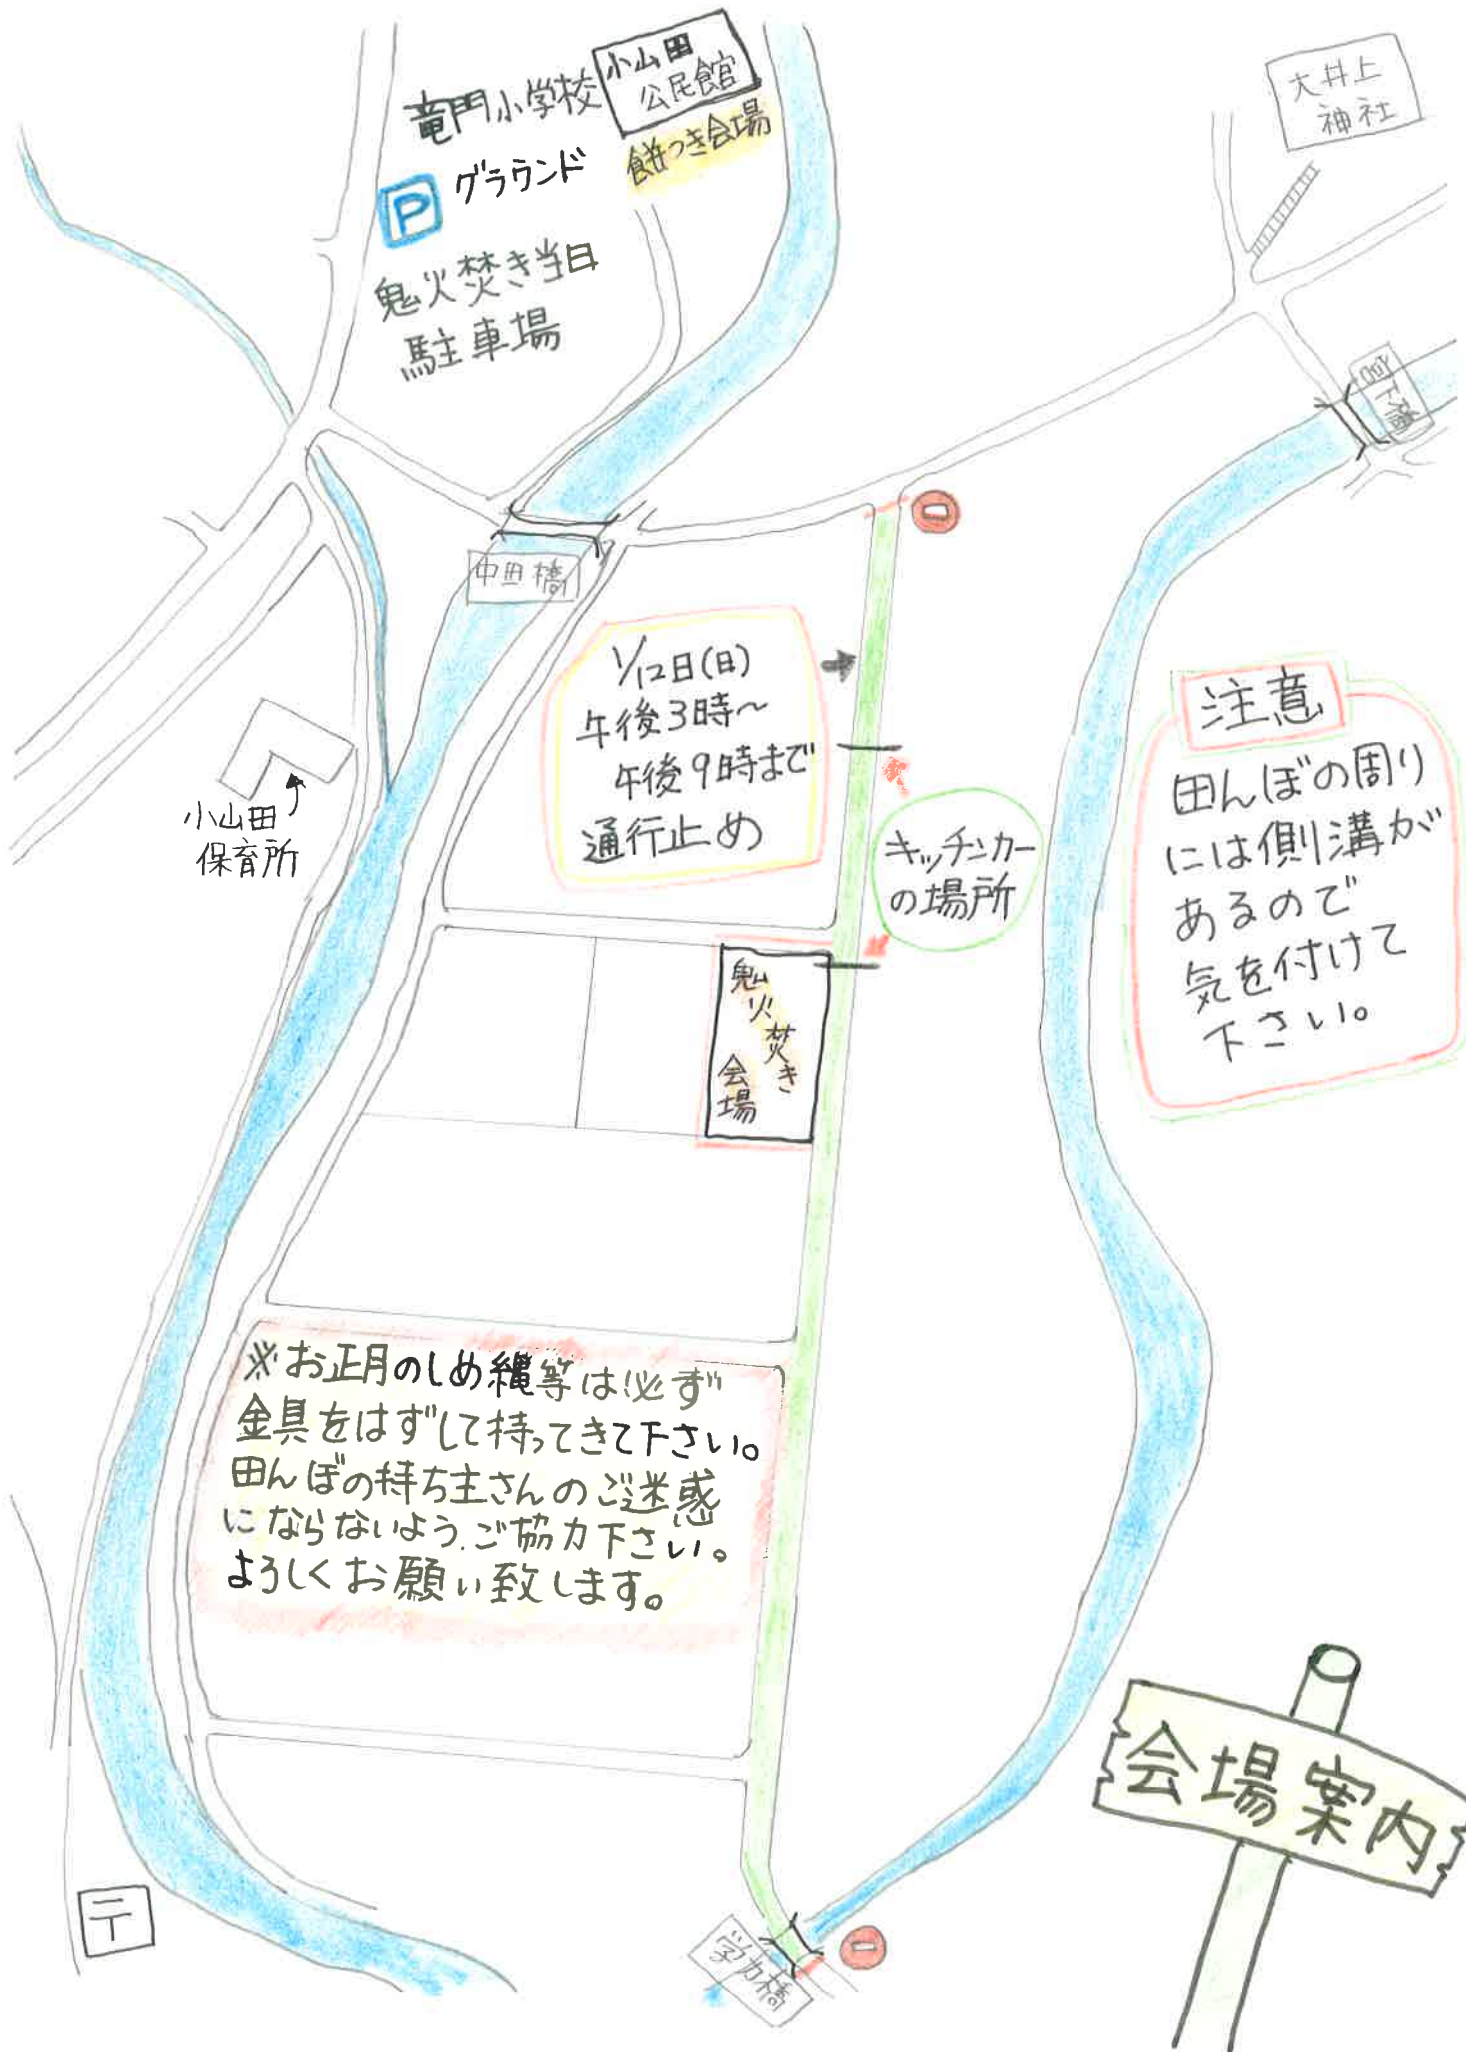 竜門小学校
グラウンド
P
鬼火焚き当日
駐車場
小山田
公民館
餅つき会場
大井上
神社
宮下橋
中田橋
1/12日(日)
午後3時～
午後9時まで
通行止め
小山田
保育所
キッチンカー
の場所
鬼火焚き
会場
注意
田んぼの周り
には側溝が
あるので
気を付けて
下さい。
※お正月のしめ縄等は必ず
金具をはずして持ってきて下さい。
田んぼの持ち主さんのご迷惑
にならないよう、ご協力下さい。
よろしくお願い致します。
会場案内
〒
学力橋